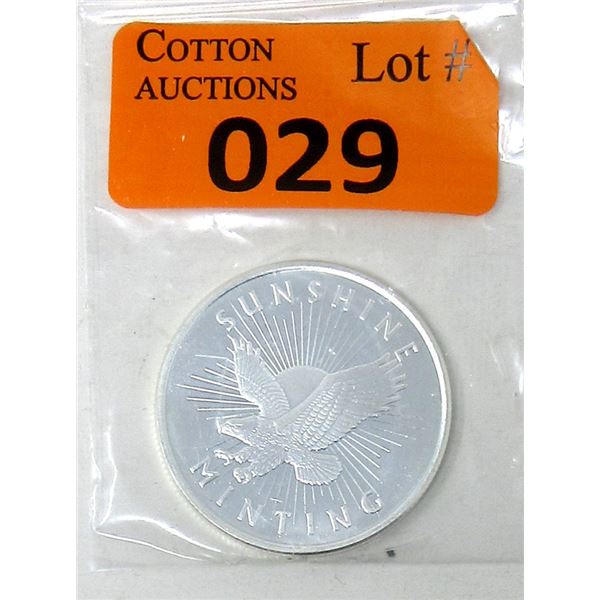 COTTON
AUCTIONS
Lot #
029
SUNSHINE
MINTING